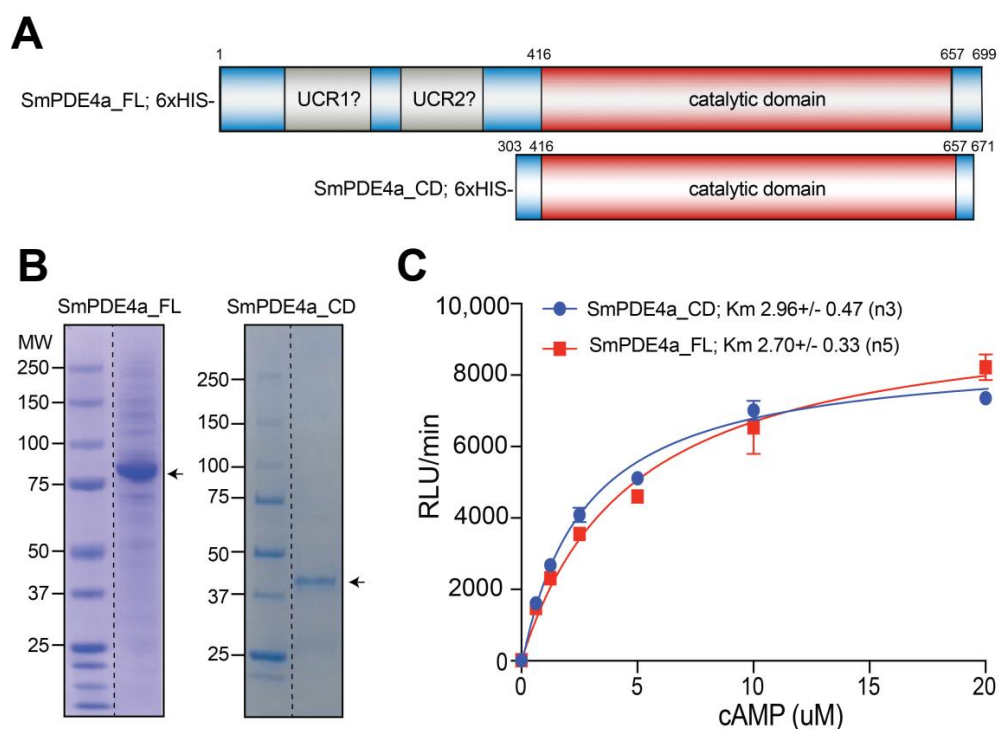 A
1 416 657 699
SmPDE4a_FL; 6xHIS- UCR1? UCR2? catalytic domain
303 416 657 671
SmPDE4a_CD; 6xHIS- catalytic domain
B
SmPDE4a_FL
MW
250
150
100
75
50
37
25
SmPDE4a_CD
250
150
100
75
50
37
25
C
10,000
8000
6000
4000
2000
0
RLU/min
SmPDE4a_CD; Km 2.96+/- 0.47 (n3)
SmPDE4a_FL; Km 2.70+/- 0.33 (n5)
0 5 10 15 20
cAMP (uM)